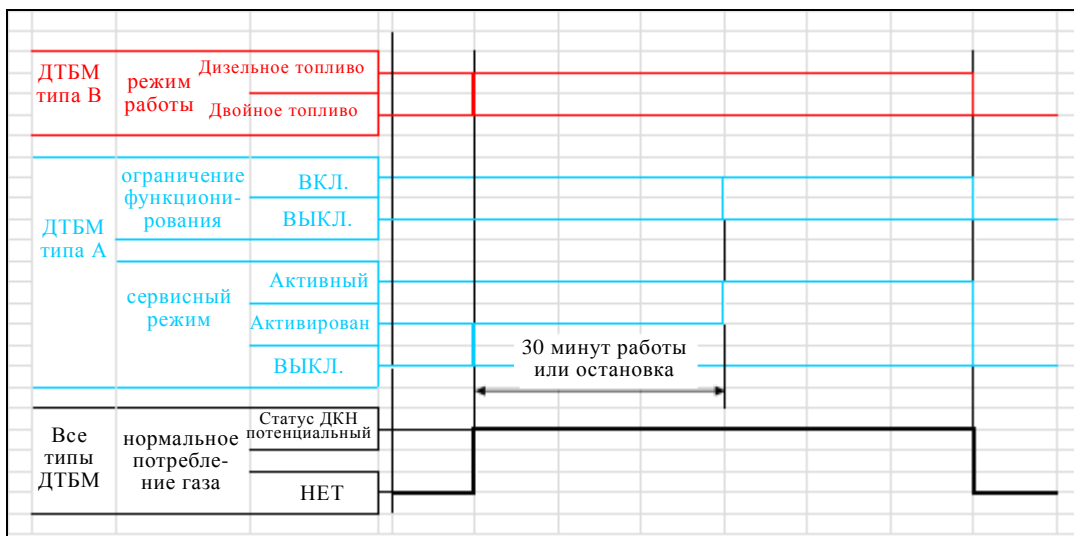 ДТБМ
типа В
режим
работы
Дизельное топливо
Двойное топливо
ДТБМ
типа А
ограничение
функциони-
рования
ВКЛ.
ВЫКЛ.
сервисный
режим
Активный
Активирован
ВЫКЛ.
30 минут работы
или остановка
Все
типы
ДТБМ
нормальное
потребле-
ние газа
Статус ДКН
потенциальный
НЕТ